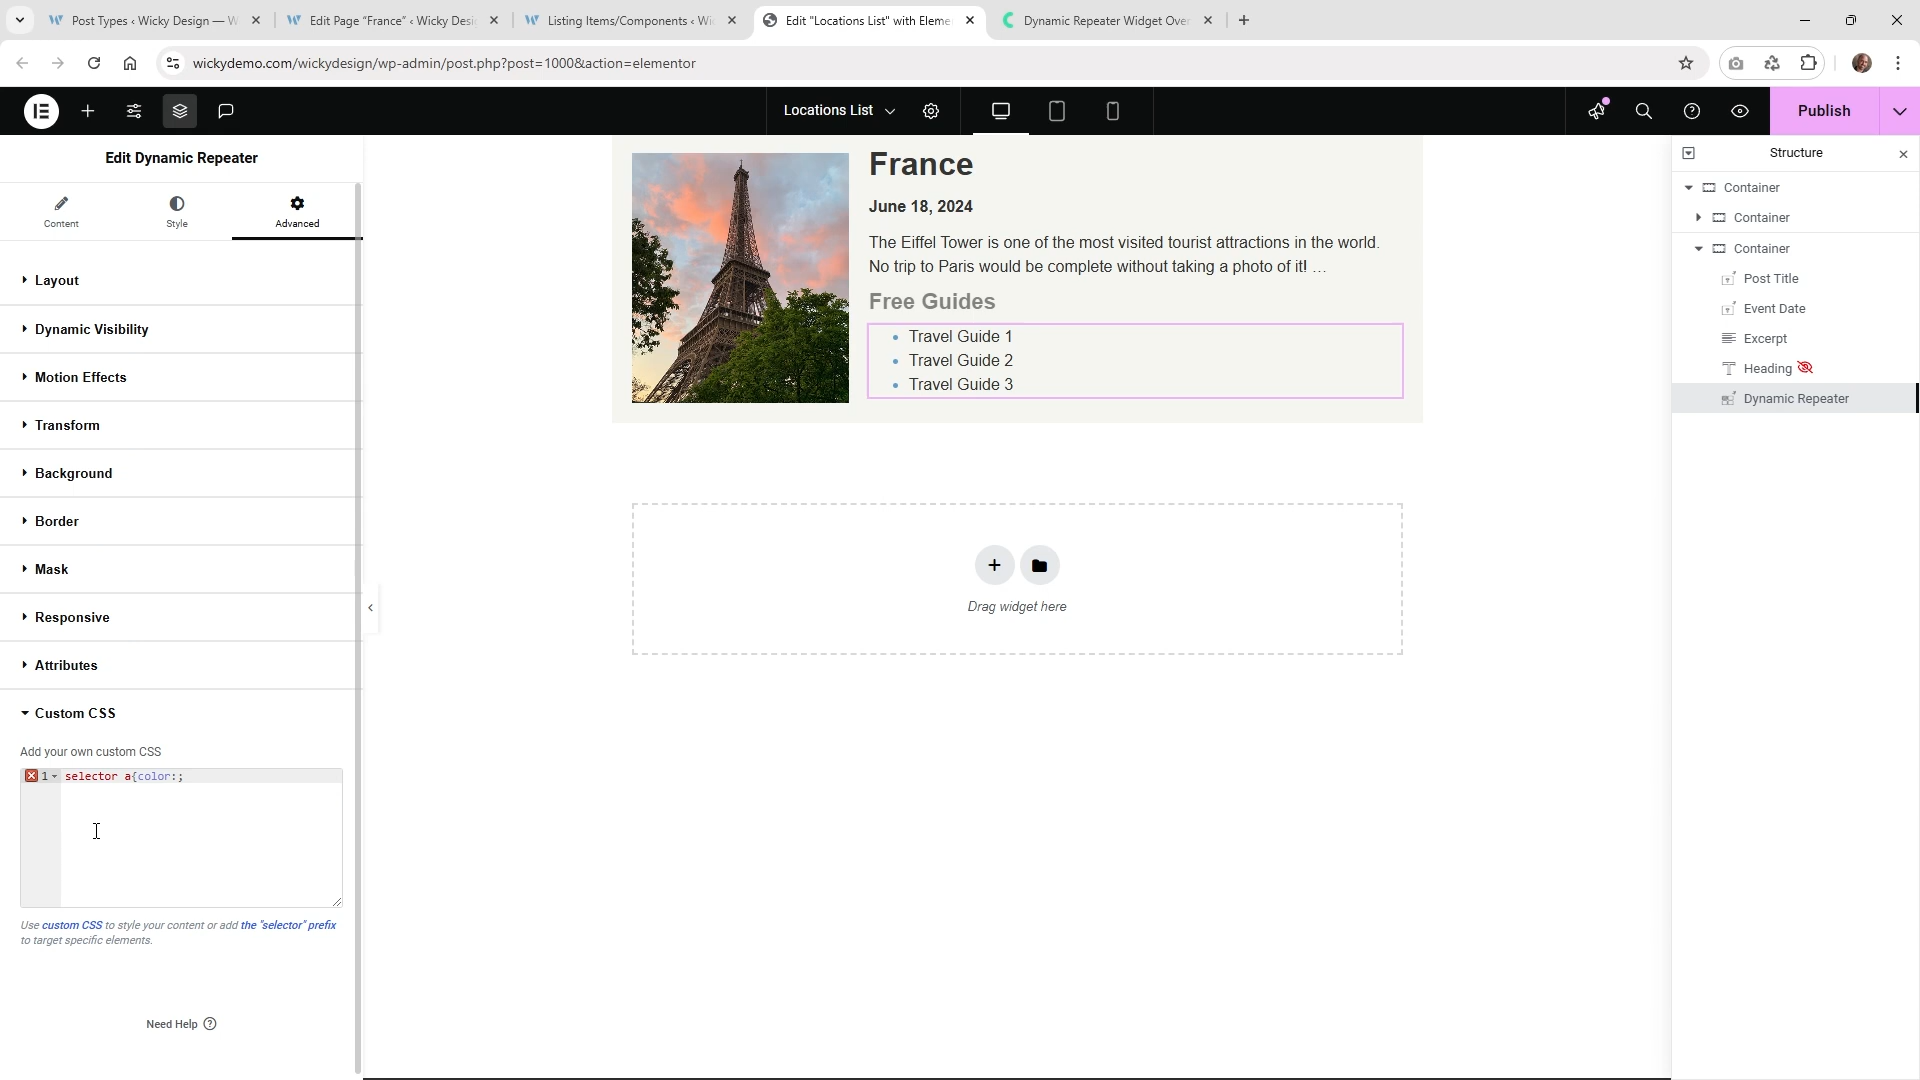 Post Types ‹ Wicky Design — W
Edit Page "France" ‹ Wicky Desi
Listing Items/Components ‹ Wic
Edit "Locations List" with Eleme
Dynamic Repeater Widget Over
wickydemo.com/wickydesign/wp-admin/post.php?post=1000&action=elementor
Locations List
Publish
Edit Dynamic Repeater
Content
Style
Advanced
Layout
Dynamic Visibility
Motion Effects
Transform
Background
Border
Mask
Responsive
Attributes
Custom CSS
Add your own custom CSS
1 selector a{color:;
Use custom CSS to style your content or add the "selector" prefix
to target specific elements.
Need Help
France
June 18, 2024
The Eiffel Tower is one of the most visited tourist attractions in the world.
No trip to Paris would be complete without taking a photo of it! …
Free Guides
• Travel Guide 1
• Travel Guide 2
• Travel Guide 3
Drag widget here
Structure
Container
Container
Container
Post Title
Event Date
Excerpt
Heading
Dynamic Repeater